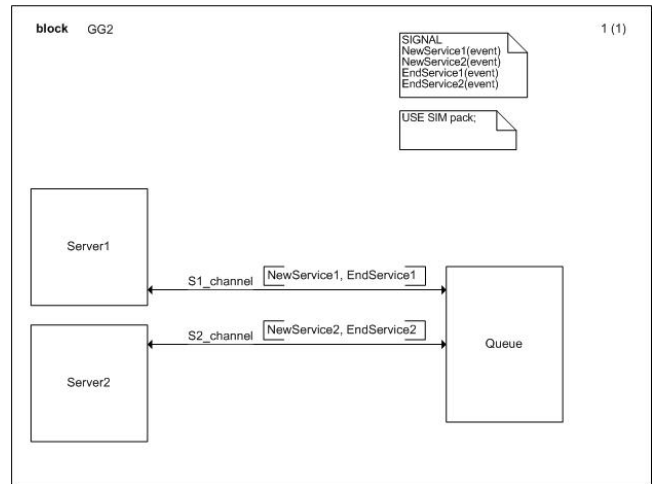 block GG2
1 (1)
SIGNAL
NewService1(event)
NewService2(event)
EndService1(event)
EndService2(event)
USE SIM pack;
Server1
S1_channel
NewService1, EndService1
S2_channel
NewService2, EndService2
Queue
Server2